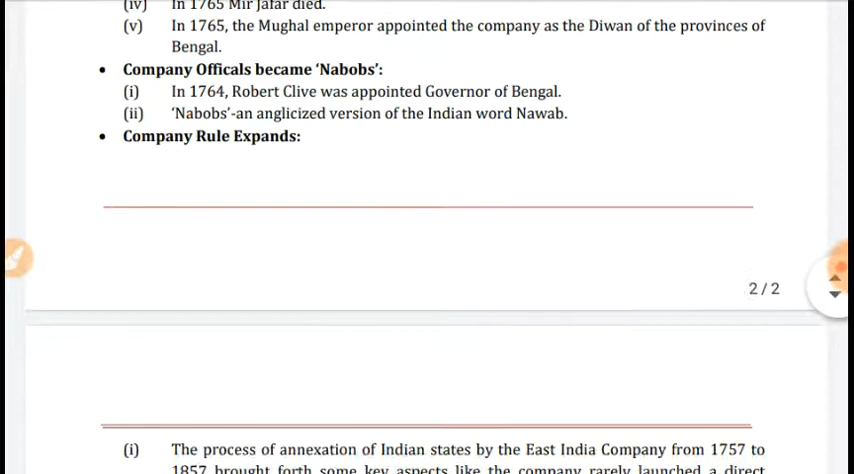 (iv) In 1765 Mir Jafar died.
(v) In 1765, the Mughal emperor appointed the company as the Diwan of the provinces of
Bengal.
• Company Officals became ‘Nabobs’:
(i) In 1764, Robert Clive was appointed Governor of Bengal.
(ii) ‘Nabobs’-an anglicized version of the Indian word Nawab.
• Company Rule Expands:
2 / 2
(i) The process of annexation of Indian states by the East India Company from 1757 to
1857 brought forth some key aspects like the company rarely launched a direct